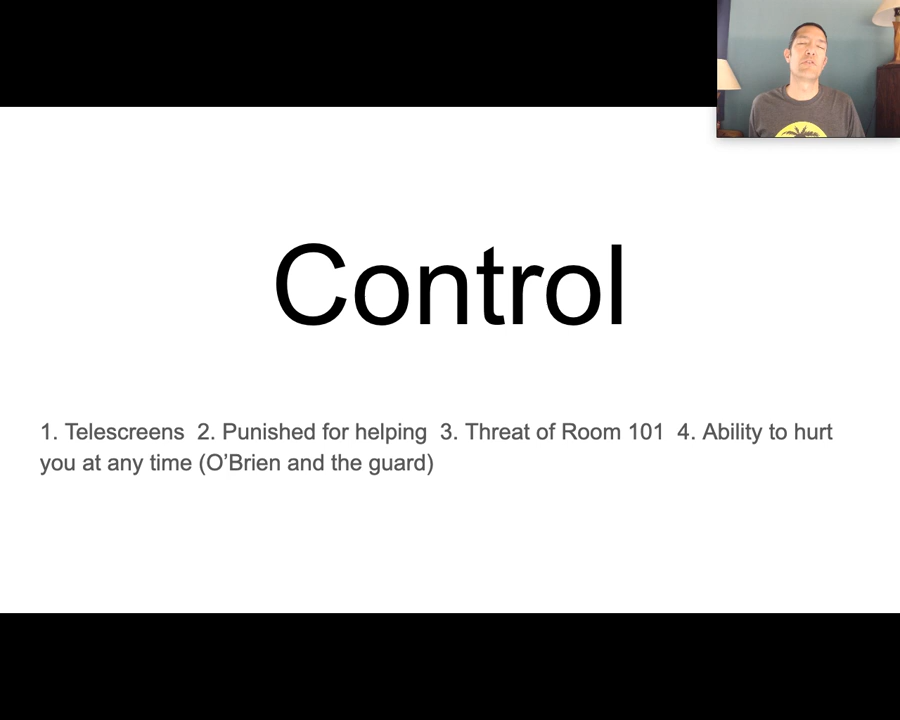 Control
1. Telescreens  2. Punished for helping  3. Threat of Room 101  4. Ability to hurt
you at any time (O’Brien and the guard)